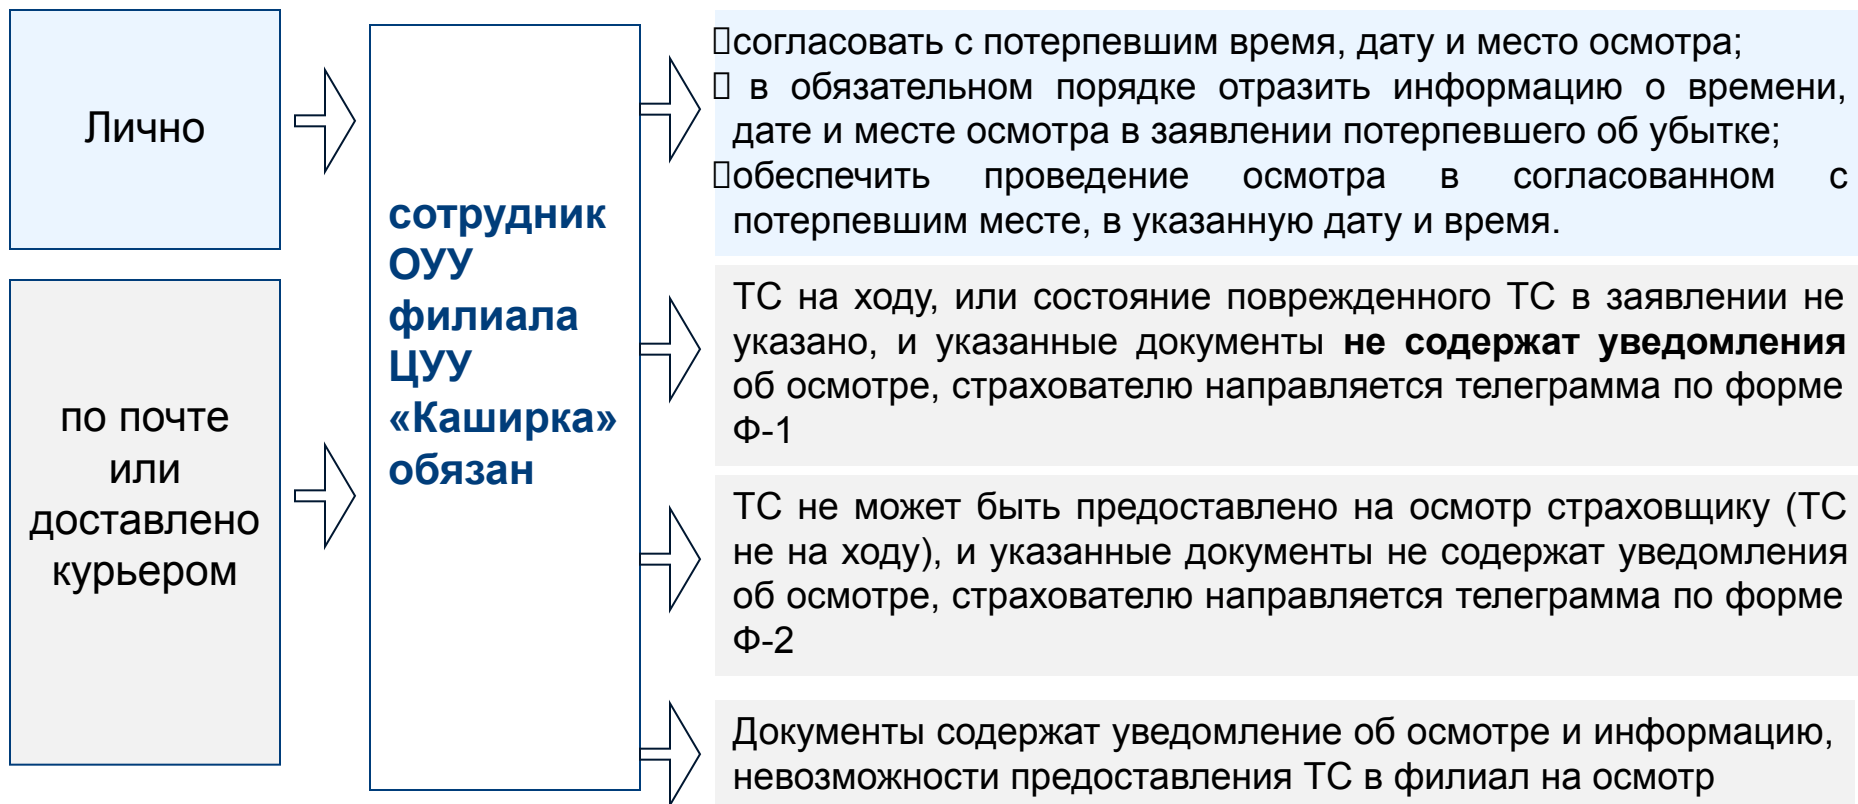 Лично
по почте
или
доставлено
курьером
сотрудник
ОУУ
филиала
ЦУУ
«Каширка»
обязан
согласовать с потерпевшим время, дату и место осмотра;
в обязательном порядке отразить информацию о времени,
дате и месте осмотра в заявлении потерпевшего об убытке;
обеспечить проведение осмотра в согласованном с
потерпевшим месте, в указанную дату и время.
ТС на ходу, или состояние поврежденного ТС в заявлении не
указано, и указанные документы не содержат уведомления
об осмотре, страхователю направляется телеграмма по форме
Ф-1
ТС не может быть предоставлено на осмотр страховщику (ТС
не на ходу), и указанные документы не содержат уведомления
об осмотре, страхователю направляется телеграмма по форме
Ф-2
Документы содержат уведомление об осмотре и информацию,
невозможности предоставления ТС в филиал на осмотр